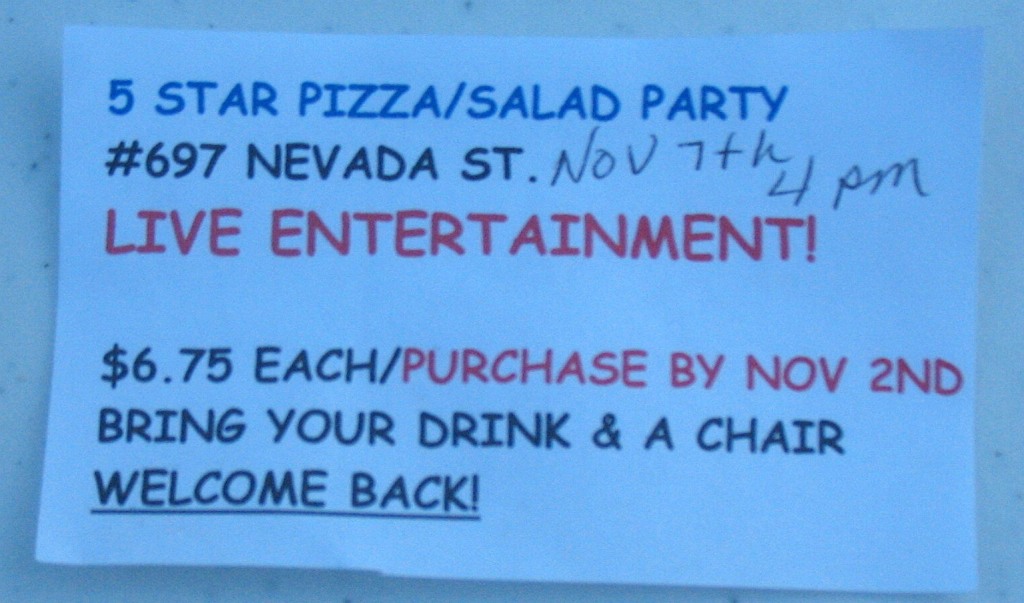 5 STAR PIZZA/SALAD PARTY
#697 NEVADA ST. Nov 7th 4 pm
LIVE ENTERTAINMENT!
$6.75 EACH/PURCHASE BY NOV 2ND
BRING YOUR DRINK & A CHAIR
WELCOME BACK!